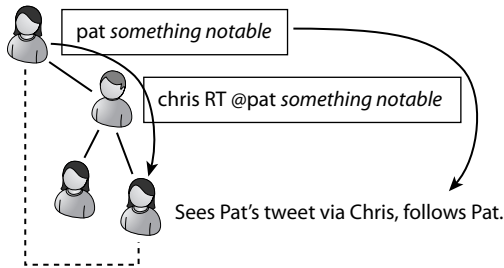 pat something notable
chris RT @pat something notable
Sees Pat’s tweet via Chris, follows Pat.